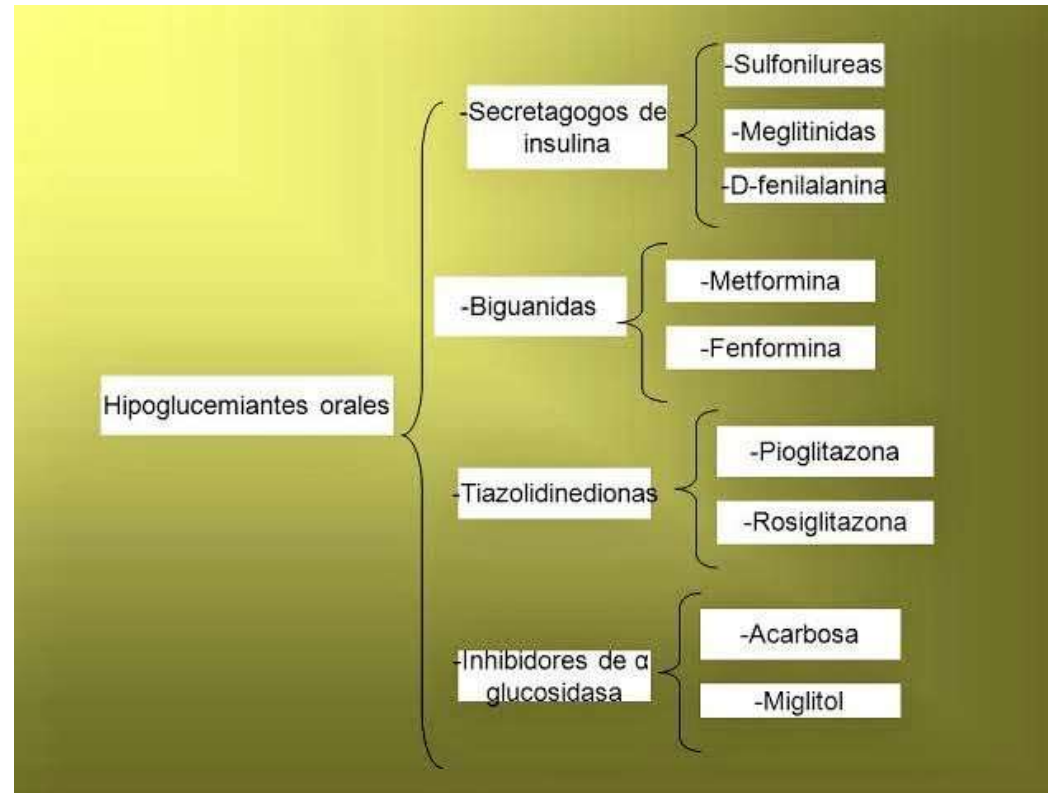 Hipoglucemiantes orales
-Secretagogos de
insulina
-Sulfonilureas
-Meglitinidas
-D-fenilalanina
-Biguanidas
-Metformina
-Fenformina
-Tiazolidinedionas
-Pioglitazona
-Rosiglitazona
-Inhibidores de α
glucosidasa
-Acarbosa
-Miglitol